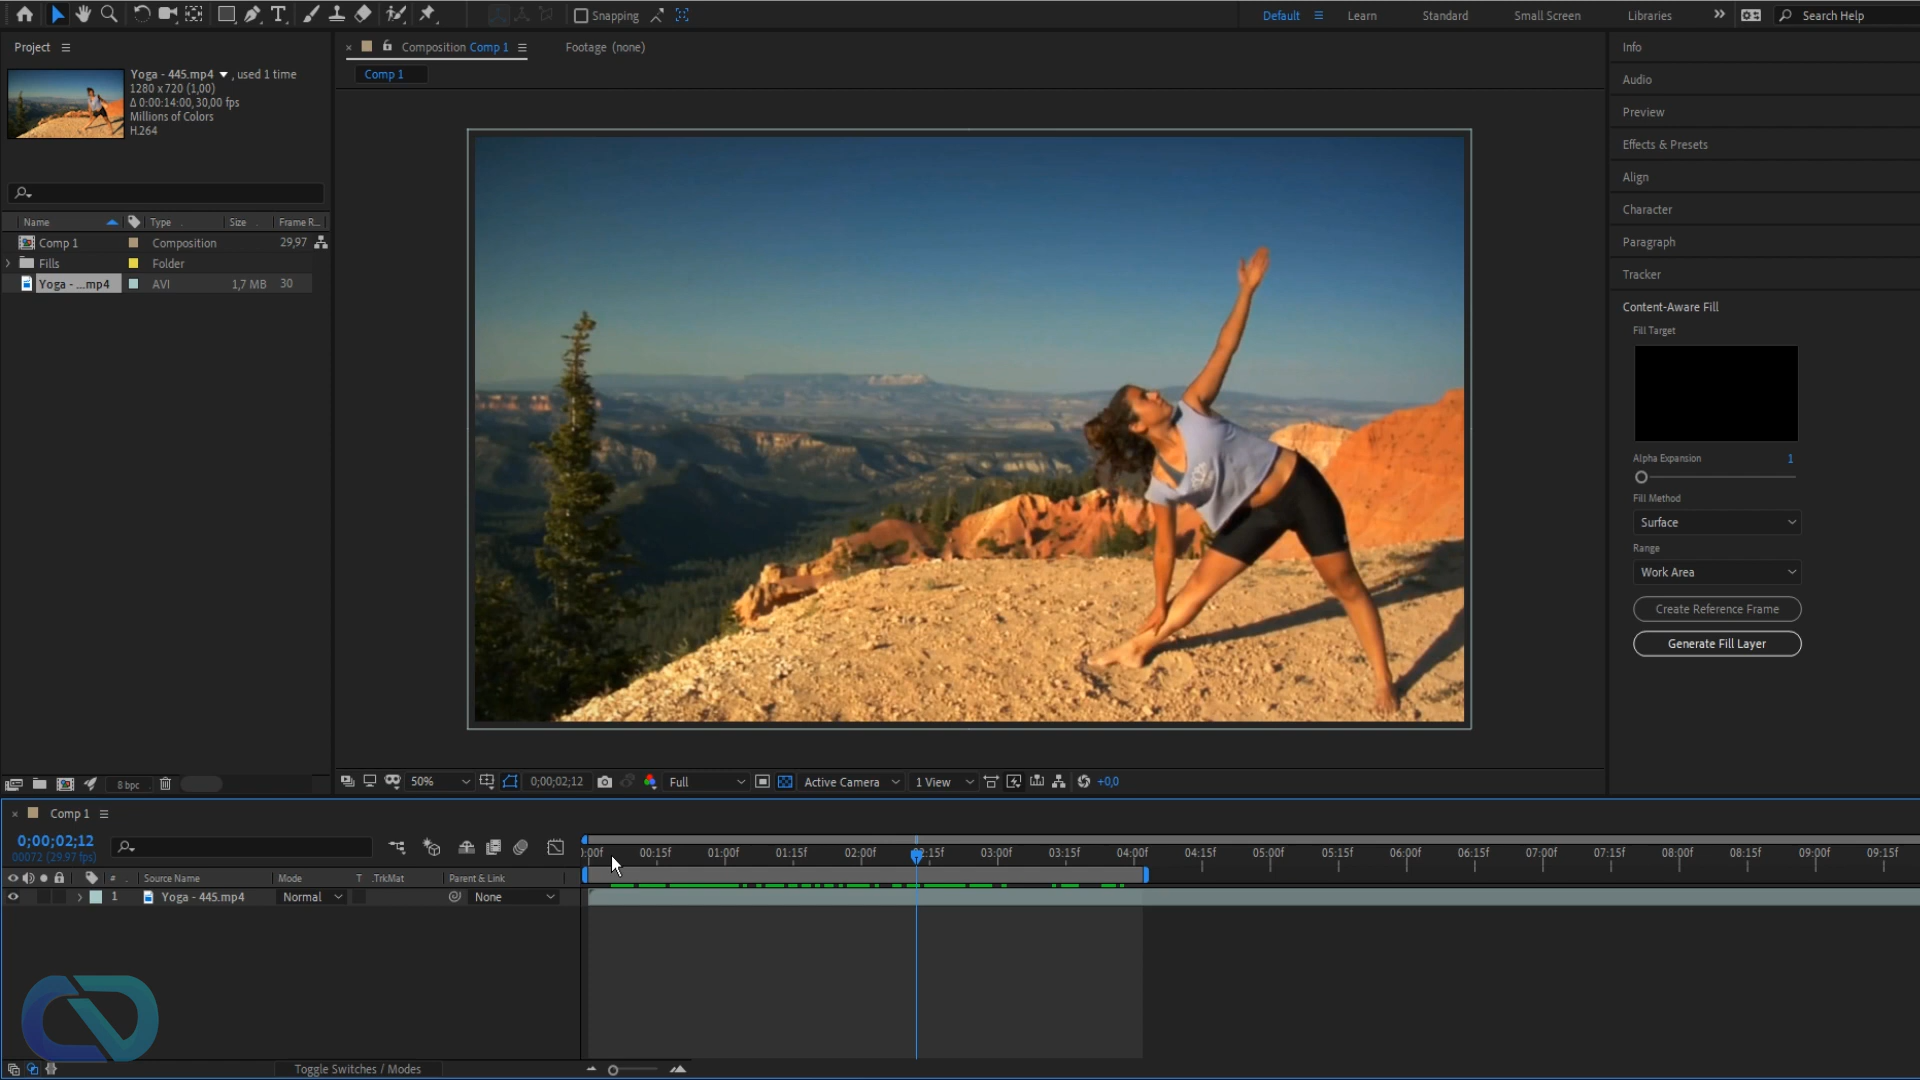 Snapping
Default
Learn
Standard
Small Screen
Libraries
Search Help
Project
Yoga - 445.mp4 , used 1 time
1280 x 720 (1,00)
Δ 0:00:14:00, 30,00 fps
Millions of Colors
H.264
Name Type Size Frame R...
Comp 1 Composition 29,97
Fills Folder
Yoga - ...mp4 AVI 1,7 MB 30
8 bpc
Composition Comp 1
Footage (none)
Comp 1
50%
0;00;02;12
Full
Active Camera
1 View
+0,0
Info
Audio
Preview
Effects & Presets
Align
Character
Paragraph
Tracker
Content-Aware Fill
Fill Target
Alpha Expansion 1
Fill Method
Surface
Range
Work Area
Create Reference Frame
Generate Fill Layer
Comp 1
0;00;02;12
00072 (29.97 fps)
# Source Name Mode T .TrkMat Parent & Link
1 Yoga - 445.mp4 Normal None
00:15f 01:00f 01:15f 02:00f 03:00f 03:15f 04:00f 04:15f 05:00f 05:15f 06:00f 06:15f 07:00f 07:15f 08:00f 08:15f 09:00f 09:15f
Toggle Switches / Modes